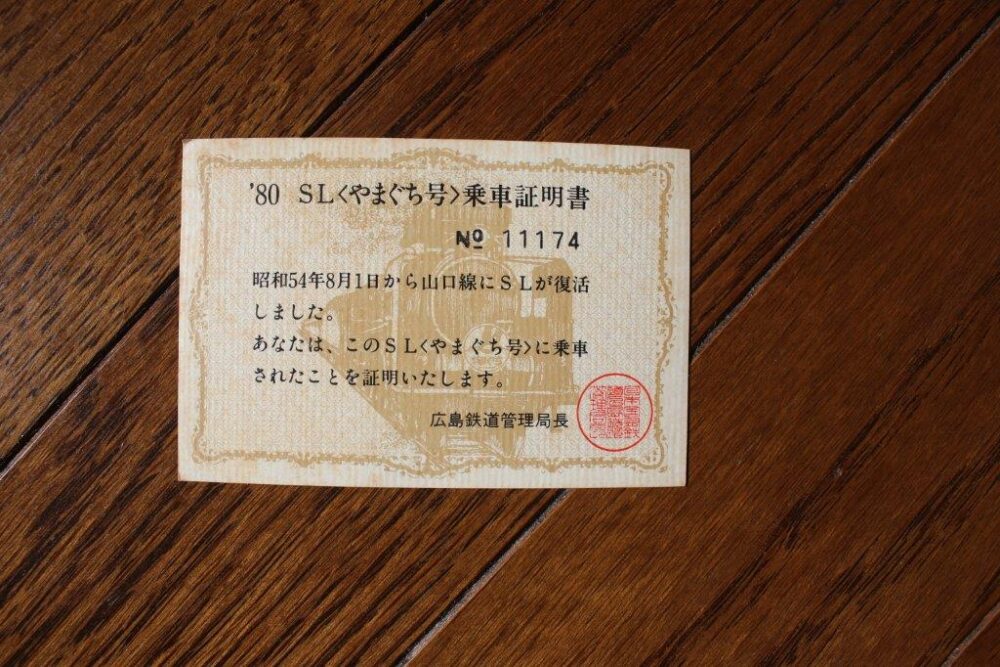 '80 SL〈やまぐち号〉乗車証明書
№ 11174
昭和54年8月1日から山口線にSLが復活
しました。
あなたは、このSL〈やまぐち号〉に乗車
されたことを証明いたします。
広島鉄道管理局長